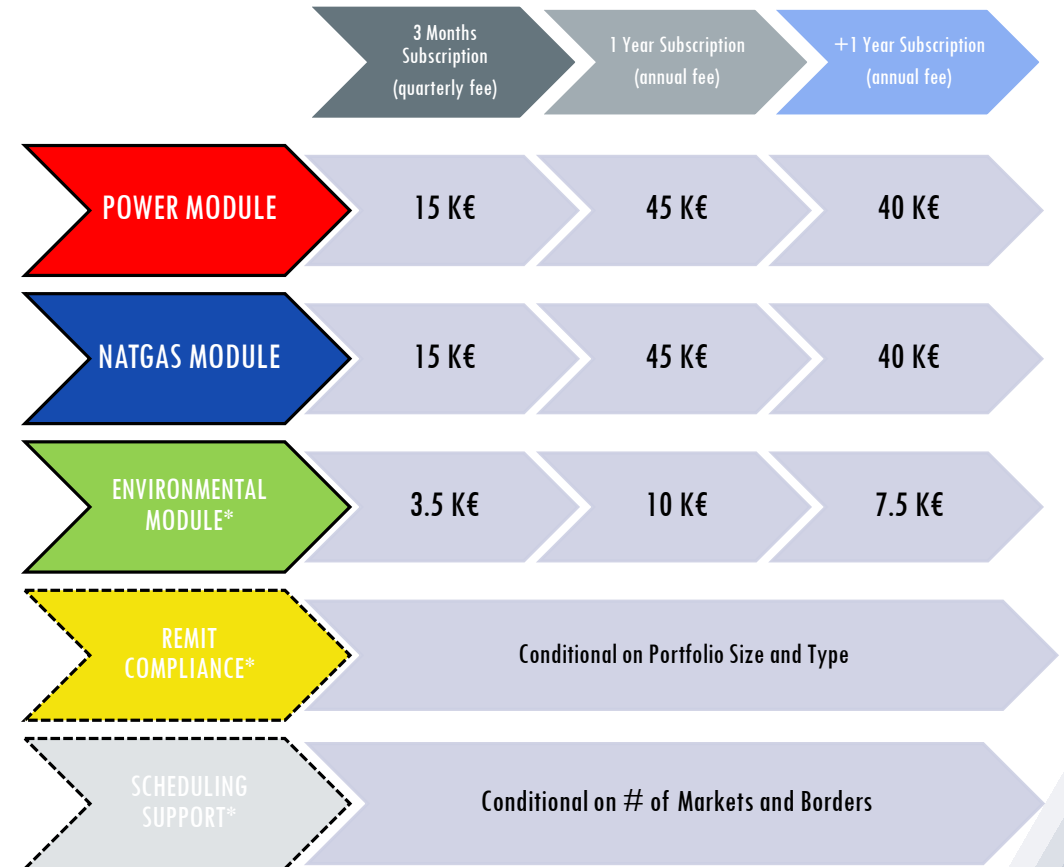 3 Months
Subscription
(quarterly fee)
1 Year Subscription
(annual fee)
+1 Year Subscription
(annual fee)
POWER MODULE
15 K€
45 K€
40 K€
NATGAS MODULE
15 K€
45 K€
40 K€
ENVIRONMENTAL
MODULE*
3.5 K€
10 K€
7.5 K€
REMIT
COMPLIANCE*
Conditional on Portfolio Size and Type
SCHEDULING
SUPPORT*
Conditional on # of Markets and Borders